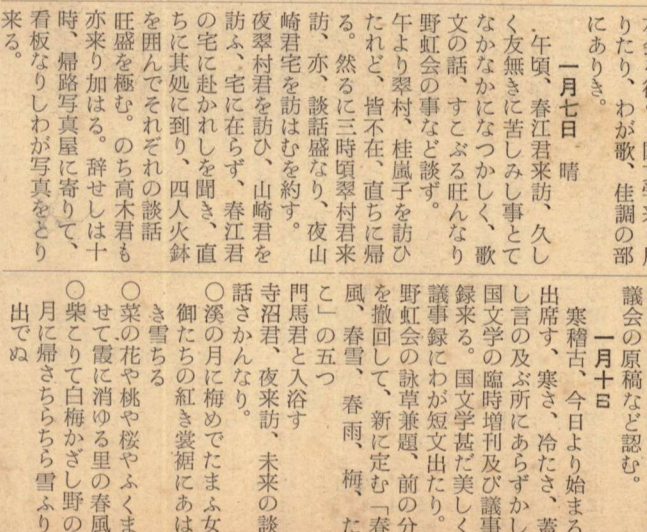 りたり、わが歌、佳調の部
にありき。
一月七日　晴
午頃、春江君来訪、久し
く友無きに苦しみし事とて
なかなかになつかしく、歌
文の話、すこぶる旺んなり
野虹会の事など談ず。
午より翠村、桂嵐子を訪ひ
たれど、皆不在、直ちに帰
る。然るに三時頃翠村君来
訪、亦、談話盛なり、夜山
崎君宅を訪はむを約す。
夜翠村君を訪ひ、山崎君を
訪ふ、宅に在らず、春江君
の宅に赴かれしを聞き、直
ちに其処に到り、四人火鉢
を囲んでそれぞれの談話
旺盛を極む。のち高木君も
亦来り加はる。辞せしは十
時、帰路写真屋に寄りて、
看板なりしわが写真をとり
来る。
議会の原稿など認む。
一月十日
寒稽古、今日より始まる
出席す、寒さ、冷たさ、蓋
し言の及ぶ所にあらずかし
国文学の臨時増刊及び議事
録来る。国文学甚だ美しく
議事録にわが短文出たり。
野虹会の詠草兼題、前の分
を撤回して、新に定む「春
風、春雪、春雨、梅、た
こ」の五つ
門馬君と入浴す
寺沼君、夜来訪、未来の談
話さかんなり。
〇溪の月に梅めでたまふ女
御たちの紅き裳裾にあは
き雪ちる
〇菜の花や桃や桜やふくま
せて霞に消ゆる里の春風
〇柴こりて白梅かざし野の
月に帰さちらちら雪ふり
出でぬ